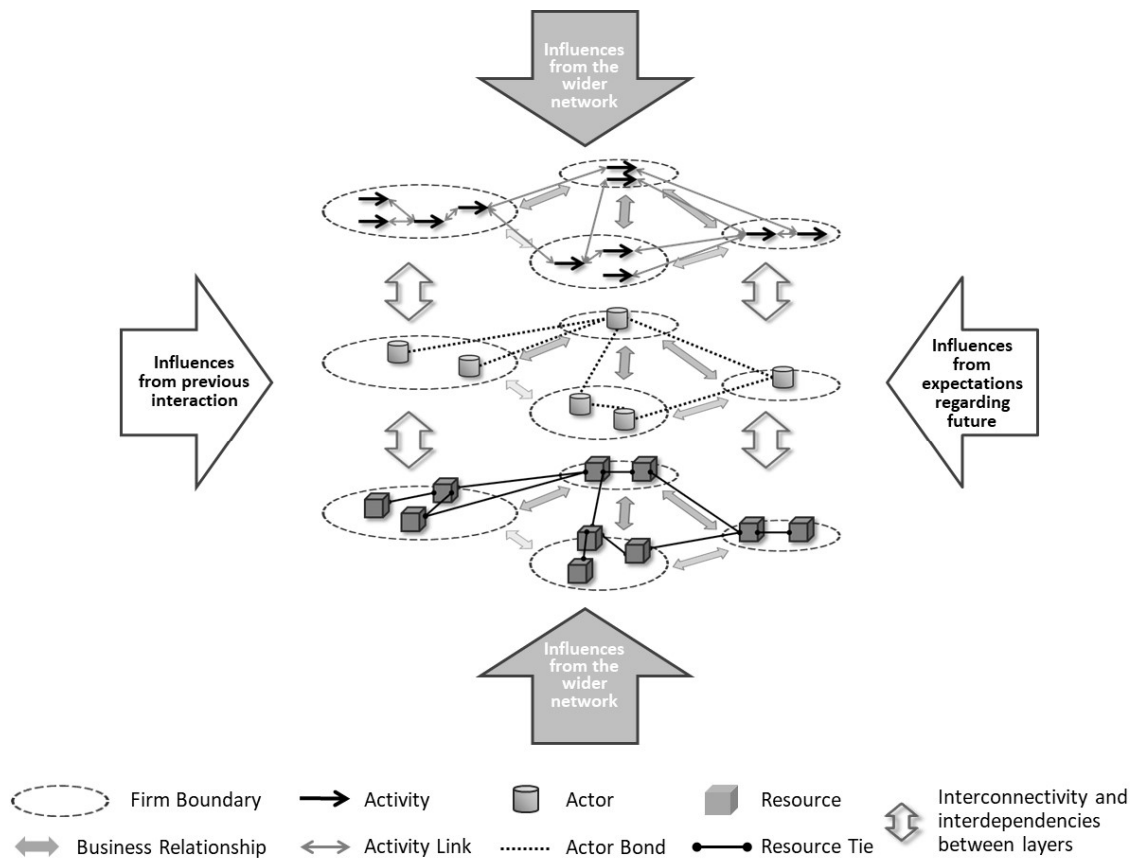 Influences
from the
wider
network
Influences
from previous
interaction
Influences
from
expectations
regarding
future
Influences
from the
wider
network
Firm Boundary
Activity
Actor
Resource
Interconnectivity and
interdependencies
between layers
Business Relationship
Activity Link
Actor Bond
Resource Tie